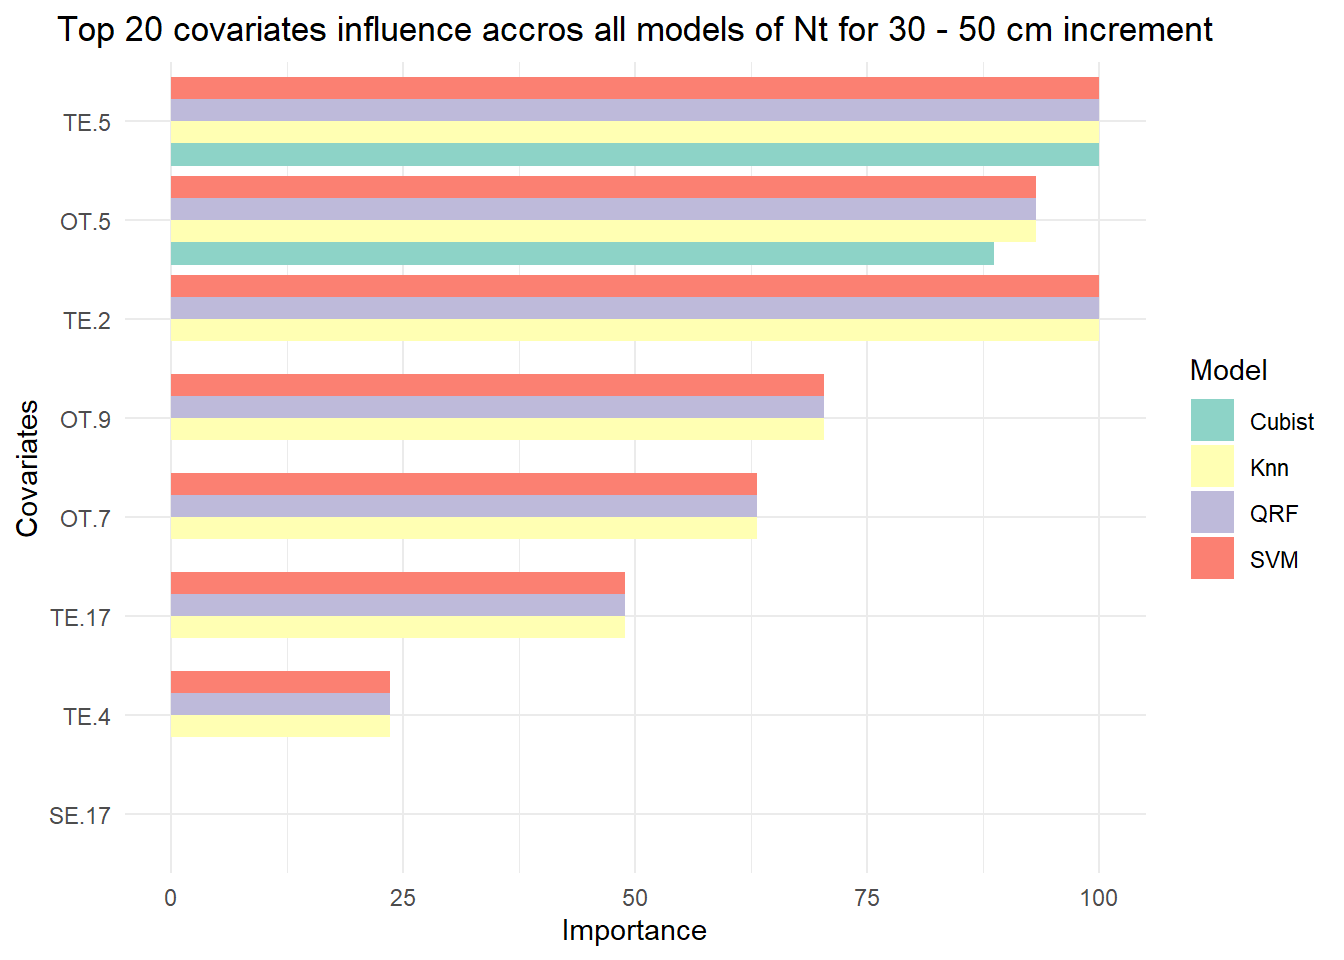 Top 20 covariates influence accros all models of Nt for 30 - 50 cm increment
TE.5
OT.5
TE.2
OT.9
OT.7
TE.17
TE.4
SE.17
Covariates
0 25 50 75 100
Importance
Model
Cubist
Knn
QRF
SVM